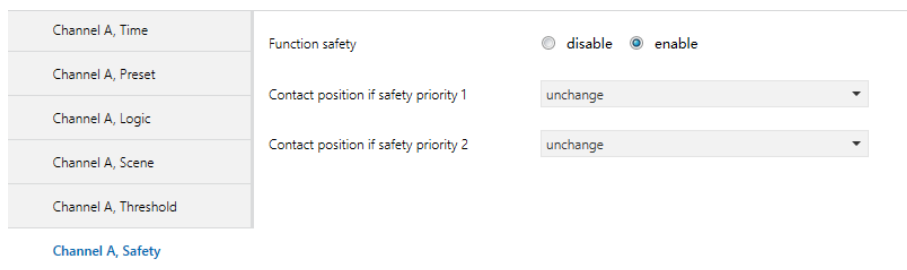 Channel A, Time
Channel A, Preset
Channel A, Logic
Channel A, Scene
Channel A, Threshold
Channel A, Safety
Function safety disable enable
Contact position if safety priority 1 unchange
Contact position if safety priority 2 unchange